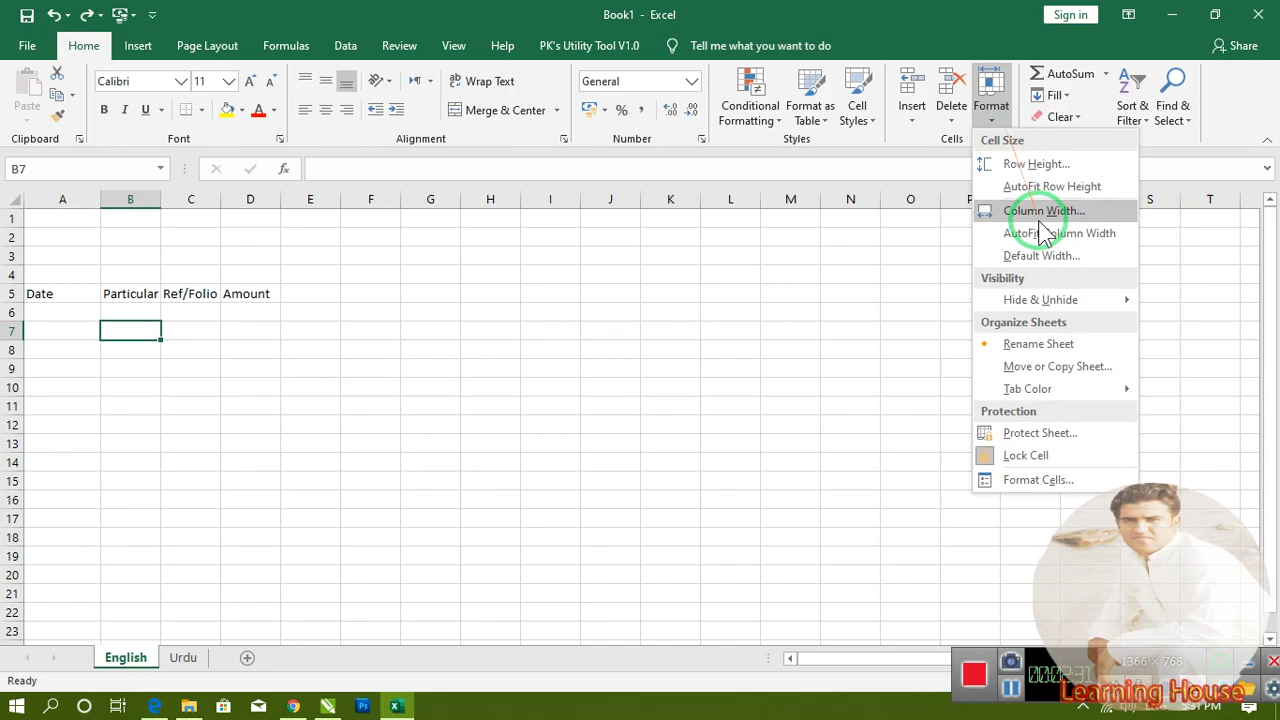 Book1 - Excel
Sign in
File Home Insert Page Layout Formulas Data Review View Help PK's Utility Tool V1.0 Tell me what you want to do Share
Paste
Calibri 11
B I U A
Wrap Text
Merge & Center
General
Conditional Formatting
Format as Table
Cell Styles
Insert
Delete
Format
AutoSum
Fill
Clear
Sort & Filter
Find & Select
Clipboard Font Alignment Number Styles Cells
B7
fx
A B C D E F G H I J K L M N O P S T
1
2
3
4
5 Date Particular Ref/Folio Amount
6
7
8
9
10
11
12
13
14
15
16
17
18
19
20
21
22
23
Cell Size
Row Height...
AutoFit Row Height
Column Width...
AutoFit Column Width
Default Width...
Visibility
Hide & Unhide
Organize Sheets
Rename Sheet
Move or Copy Sheet...
Tab Color
Protection
Protect Sheet...
Lock Cell
Format Cells...
English Urdu
Ready
1366 × 768
Learning House